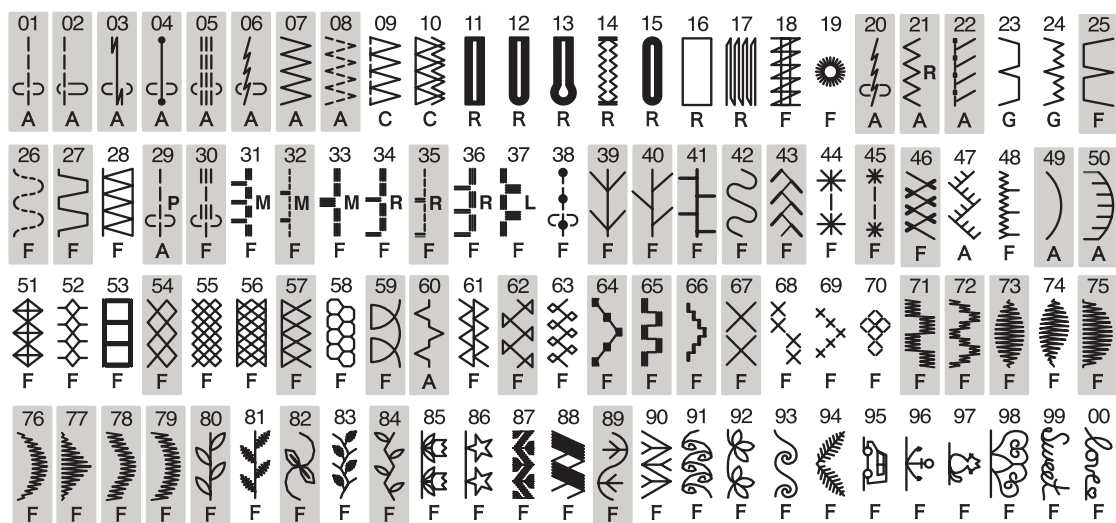 01 02 03 04 05 06 07 08 09 10 11 12 13 14 15 16 17 18 19 20 21 22 23 24 25
R
A A A A A A A A C C R R R R R R R F F A A A G G F
26 27 28 29 30 31 32 33 34 35 36 37 38 39 40 41 42 43 44 45 46 47 48 49 50
P M M M R R R L
F F F A F F F F F F F F F F F F F F F F F A F A A
51 52 53 54 55 56 57 58 59 60 61 62 63 64 65 66 67 68 69 70 71 72 73 74 75
F F F F F F F F F A F F F F F F F F F F F F F F F
76 77 78 79 80 81 82 83 84 85 86 87 88 89 90 91 92 93 94 95 96 97 98 99 00
Sweet love
F F F F F F F F F F F F F F F F F F F F F F F F F